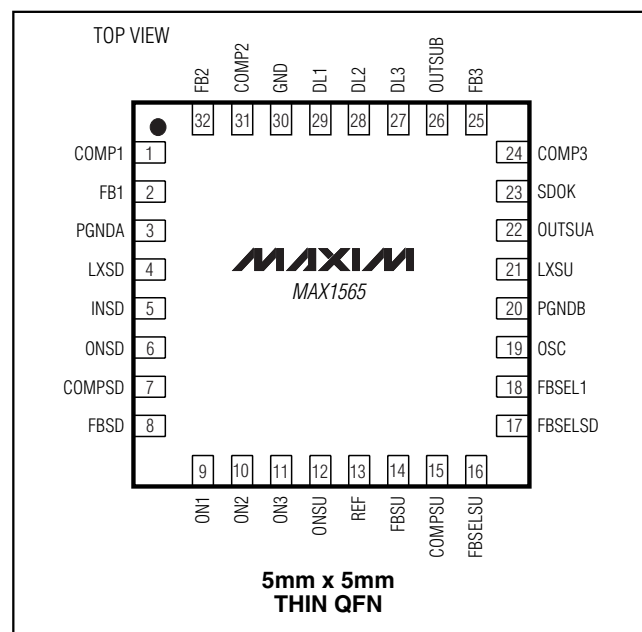 TOP VIEW
FB2
COMP2
GND
DL1
DL2
DL3
OUTSUB
FB3
32
31
30
29
28
27
26
25
COMP1 1
FB1 2
PGNDA 3
LXSD 4
INSD 5
ONSD 6
COMPSD 7
FBSD 8
24 COMP3
23 SDOK
22 OUTSUA
21 LXSU
20 PGNDB
19 OSC
18 FBSEL1
17 FBSELSD
MAXIM
MAX1565
9
10
11
12
13
14
15
16
ON1
ON2
ON3
ONSU
REF
FBSU
COMPSU
FBSELSU
5mm x 5mm
THIN QFN